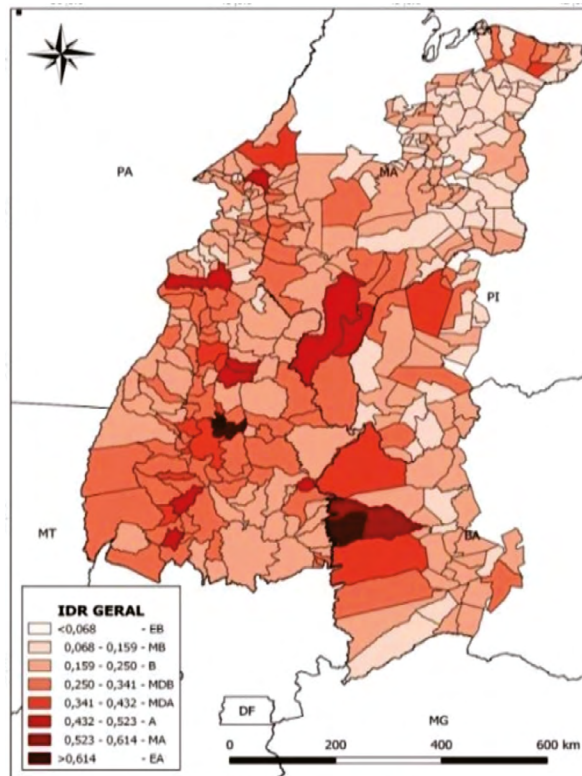 PA
MA
PI
MT
BA
IDR GERAL
<0,068 - EB
0,068 - 0,159 - MB
0,159 - 0,250 - B
0,250 - 0,341 - MDB
0,341 - 0,432 - MDA
0,432 - 0,523 - A
0,523 - 0,614 - MA
>0,614 - EA
DF
MG
0 200 400 600 km